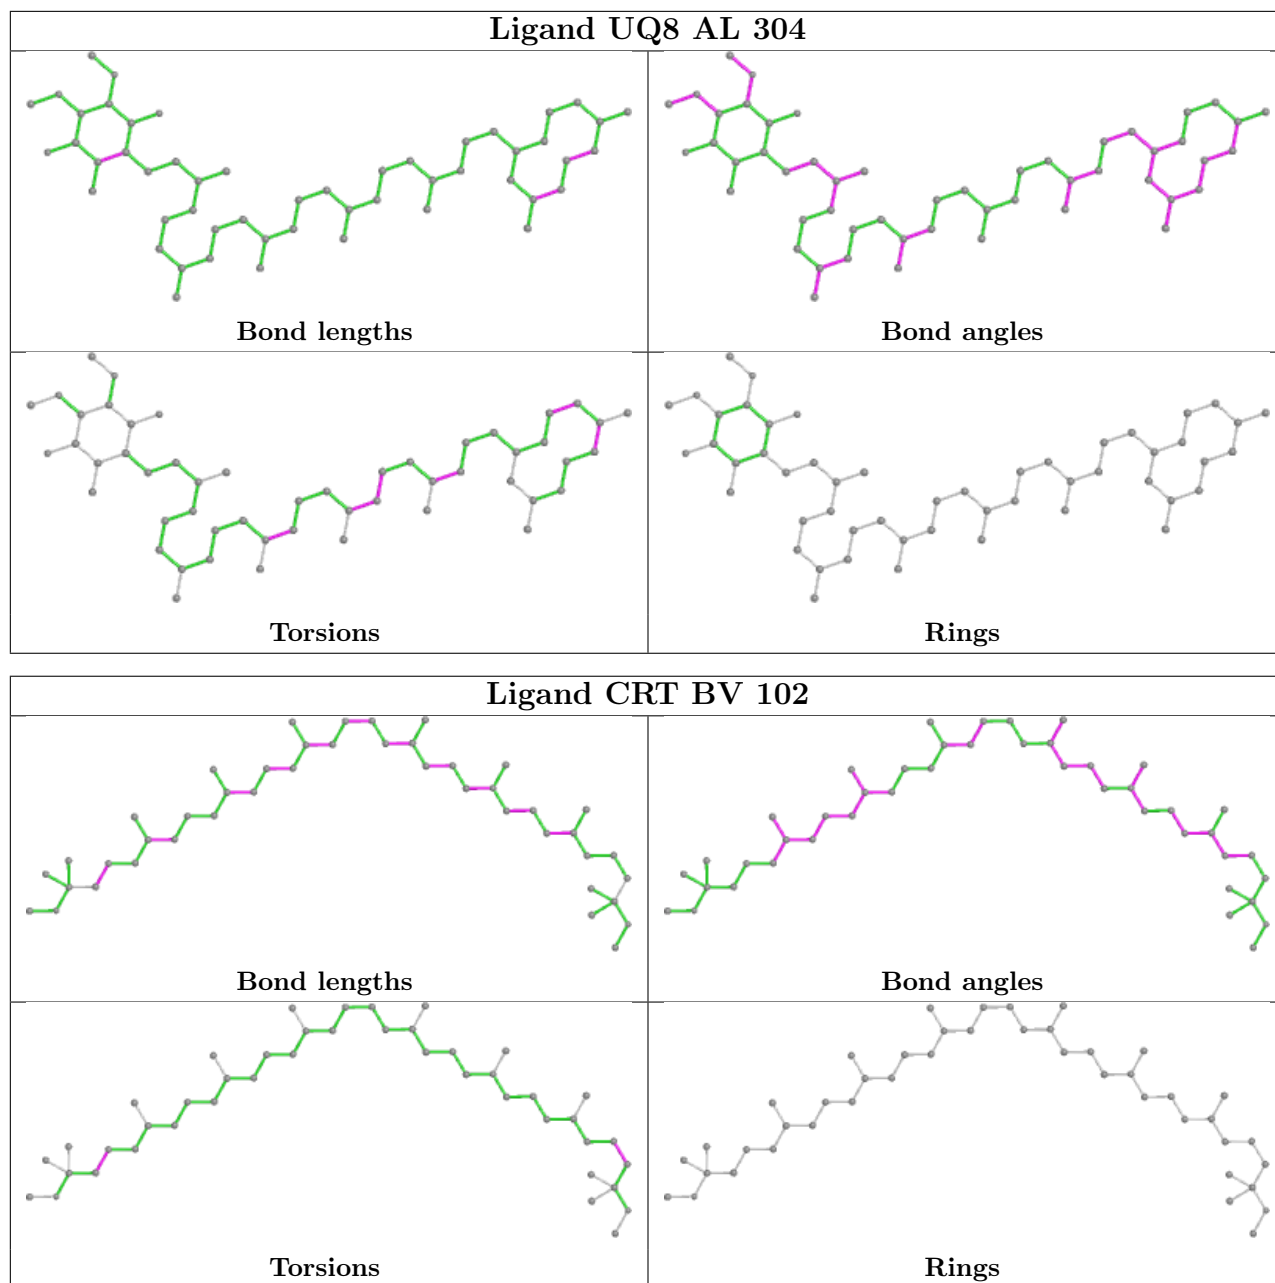 Ligand UQ8 AL 304
Bond lengths
Bond angles
Torsions
Rings
Ligand CRT BV 102
Bond lengths
Bond angles
Torsions
Rings